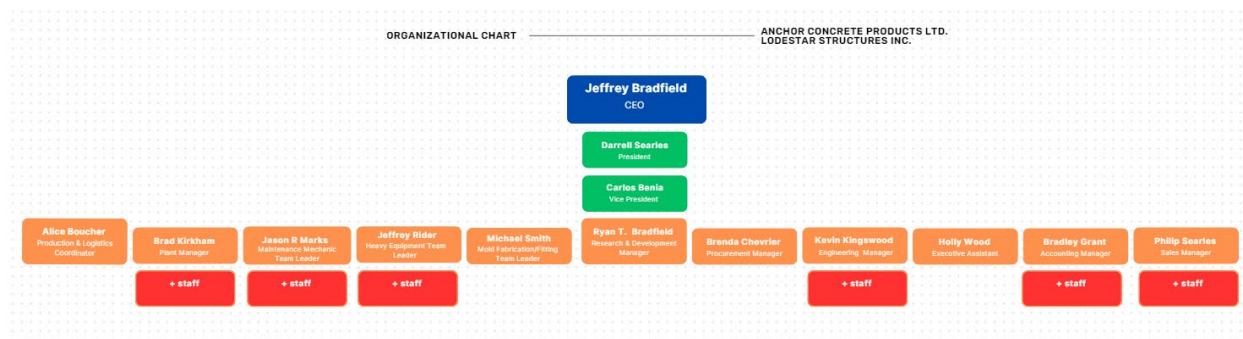 ORGANIZATIONAL CHART
ANCHOR CONCRETE PRODUCTS LTD.
LODESTAR STRUCTURES INC.
Jeffrey Bradfield
CEO
Darrell Searles
President
Carlos Benia
Vice President
Alice Boucher
Production & Logistics
Coordinator
Brad Kirkham
Plant Manager
Jason R Marks
Maintenance Mechanic
Team Leader
Jeffrey Rider
Heavy Equipment Team
Leader
Michael Smith
Mold Fabrication/Fitting
Team Leader
Ryan T. Bradfield
Research & Development
Manager
Brenda Chevrier
Procurement Manager
Kevin Kingswood
Engineering Manager
Holly Wood
Executive Assistant
Bradley Grant
Accounting Manager
Philip Searles
Sales Manager
+ staff
+ staff
+ staff
+ staff
+ staff
+ staff